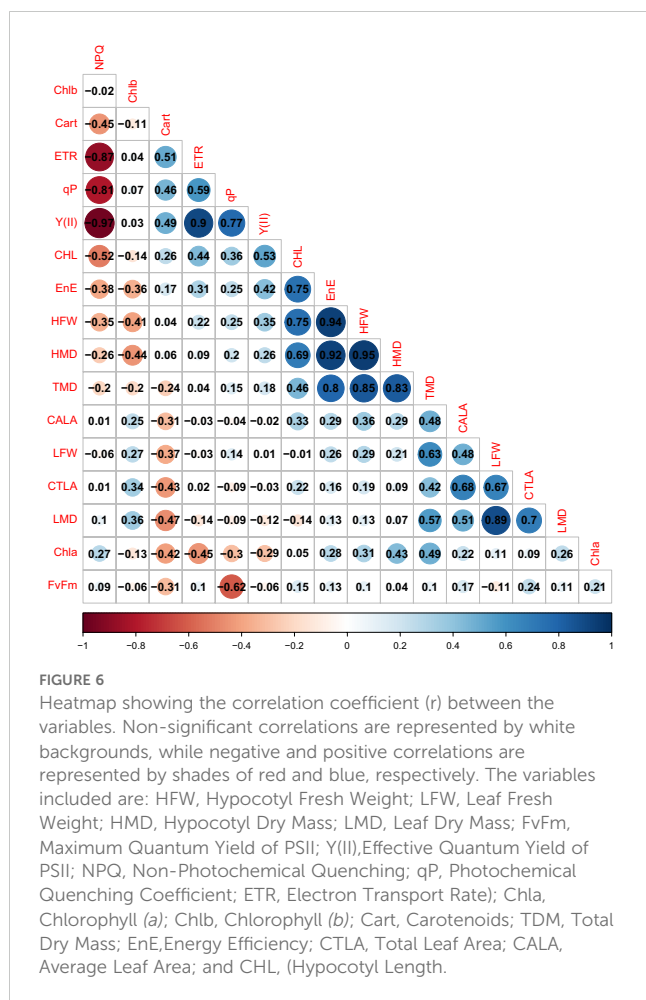 NPQ
Chlb −0.02 Chlb
Cart −0.45 −0.11 Cart
ETR −0.87 0.04 0.51 ETR
qP −0.81 0.07 0.46 0.59 qP
Y(II) −0.97 0.03 0.49 0.9 0.77 Y(II)
CHL −0.52 −0.14 0.26 0.44 0.36 0.53 CHL
EnE −0.38 −0.36 0.17 0.31 0.25 0.42 0.75 EnE
HFW −0.35 −0.41 0.04 0.22 0.25 0.35 0.75 0.94 HFW
HMD −0.26 −0.44 0.06 0.09 0.2 0.26 0.69 0.92 0.95 HMD
TMD −0.2 −0.2 −0.24 0.04 0.15 0.18 0.46 0.8 0.85 0.83 TMD
CALA 0.01 0.25 −0.31 −0.03 −0.04 −0.02 0.33 0.29 0.36 0.29 0.48 CALA
LFW −0.06 0.27 −0.37 −0.03 0.14 0.01 −0.01 0.26 0.29 0.21 0.63 0.48 LFW
CTLA 0.01 0.34 −0.43 0.02 −0.09 −0.03 0.22 0.16 0.19 0.09 0.42 0.68 0.67 CTLA
LMD 0.1 0.36 −0.47 −0.14 −0.09 −0.12 −0.14 0.13 0.13 0.07 0.57 0.51 0.89 0.7 LMD
Chla 0.27 −0.13 −0.42 −0.45 −0.3 −0.29 0.05 0.28 0.31 0.43 0.49 0.22 0.11 0.09 0.26 Chla
FvFm 0.09 −0.06 −0.31 0.1 −0.62 −0.06 0.15 0.13 0.1 0.04 0.1 0.17 −0.11 0.24 0.11 0.21
−1 −0.8 −0.6 −0.4 −0.2 0 0.2 0.4 0.6 0.8 1
FIGURE 6
Heatmap showing the correlation coefficient (r) between the
variables. Non-significant correlations are represented by white
backgrounds, while negative and positive correlations are
represented by shades of red and blue, respectively. The variables
included are: HFW, Hypocotyl Fresh Weight; LFW, Leaf Fresh
Weight; HMD, Hypocotyl Dry Mass; LMD, Leaf Dry Mass; FvFm,
Maximum Quantum Yield of PSII; Y(II),Effective Quantum Yield of
PSII; NPQ, Non-Photochemical Quenching; qP, Photochemical
Quenching Coefficient; ETR, Electron Transport Rate); Chla,
Chlorophyll (a); Chlb, Chlorophyll (b); Cart, Carotenoids; TDM, Total
Dry Mass; EnE,Energy Efficiency; CTLA, Total Leaf Area; CALA,
Average Leaf Area; and CHL, (Hypocotyl Length.